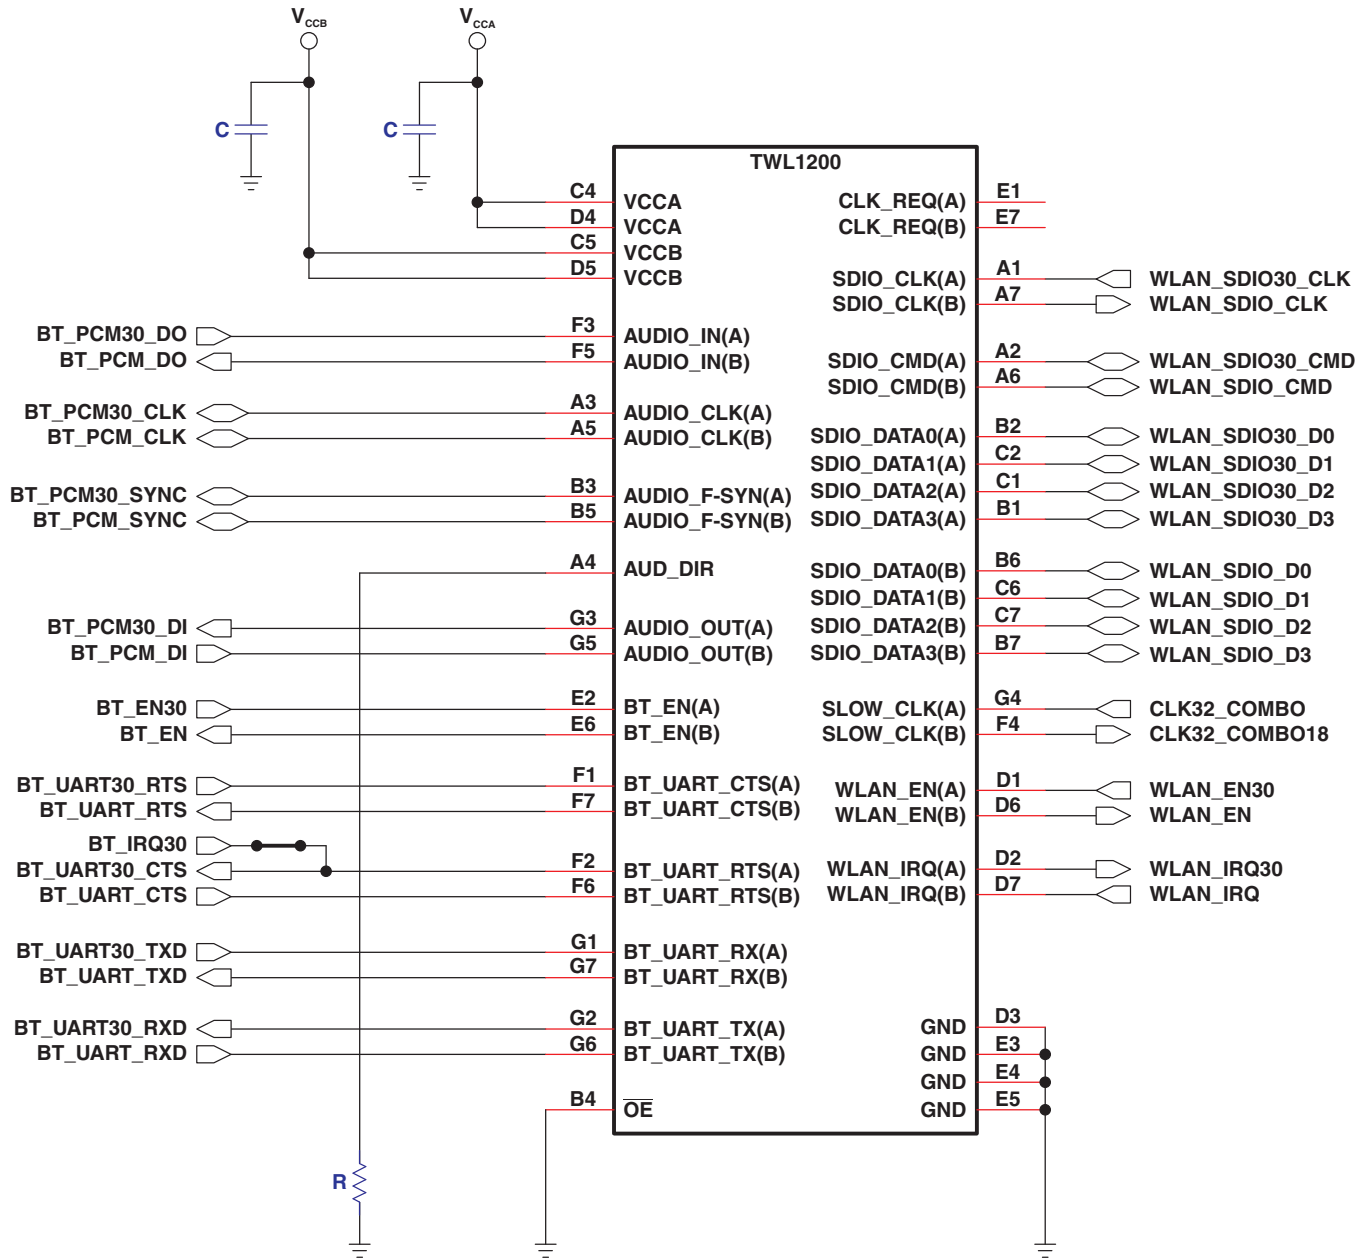 VCCB
VCCA
C
C
TWL1200
C4 VCCA
D4 VCCA
C5 VCCB
D5 VCCB
BT_PCM30_DO F3 AUDIO_IN(A)
BT_PCM_DO F5 AUDIO_IN(B)
BT_PCM30_CLK A3 AUDIO_CLK(A)
BT_PCM_CLK A5 AUDIO_CLK(B)
BT_PCM30_SYNC B3 AUDIO_F-SYN(A)
BT_PCM_SYNC B5 AUDIO_F-SYN(B)
A4 AUD_DIR
BT_PCM30_DI G3 AUDIO_OUT(A)
BT_PCM_DI G5 AUDIO_OUT(B)
BT_EN30 E2 BT_EN(A)
BT_EN E6 BT_EN(B)
BT_UART30_RTS F1 BT_UART_CTS(A)
BT_UART_RTS F7 BT_UART_CTS(B)
BT_IRQ30
BT_UART30_CTS F2 BT_UART_RTS(A)
BT_UART_CTS F6 BT_UART_RTS(B)
BT_UART30_TXD G1 BT_UART_RX(A)
BT_UART_TXD G7 BT_UART_RX(B)
BT_UART30_RXD G2 BT_UART_TX(A)
BT_UART_RXD G6 BT_UART_TX(B)
B4 OE
R
CLK_REQ(A) E1
CLK_REQ(B) E7
SDIO_CLK(A) A1 WLAN_SDIO30_CLK
SDIO_CLK(B) A7 WLAN_SDIO_CLK
SDIO_CMD(A) A2 WLAN_SDIO30_CMD
SDIO_CMD(B) A6 WLAN_SDIO_CMD
SDIO_DATA0(A) B2 WLAN_SDIO30_D0
SDIO_DATA1(A) C2 WLAN_SDIO30_D1
SDIO_DATA2(A) C1 WLAN_SDIO30_D2
SDIO_DATA3(A) B1 WLAN_SDIO30_D3
SDIO_DATA0(B) B6 WLAN_SDIO_D0
SDIO_DATA1(B) C6 WLAN_SDIO_D1
SDIO_DATA2(B) C7 WLAN_SDIO_D2
SDIO_DATA3(B) B7 WLAN_SDIO_D3
SLOW_CLK(A) G4 CLK32_COMBO
SLOW_CLK(B) F4 CLK32_COMBO18
WLAN_EN(A) D1 WLAN_EN30
WLAN_EN(B) D6 WLAN_EN
WLAN_IRQ(A) D2 WLAN_IRQ30
WLAN_IRQ(B) D7 WLAN_IRQ
GND D3
GND E3
GND E4
GND E5